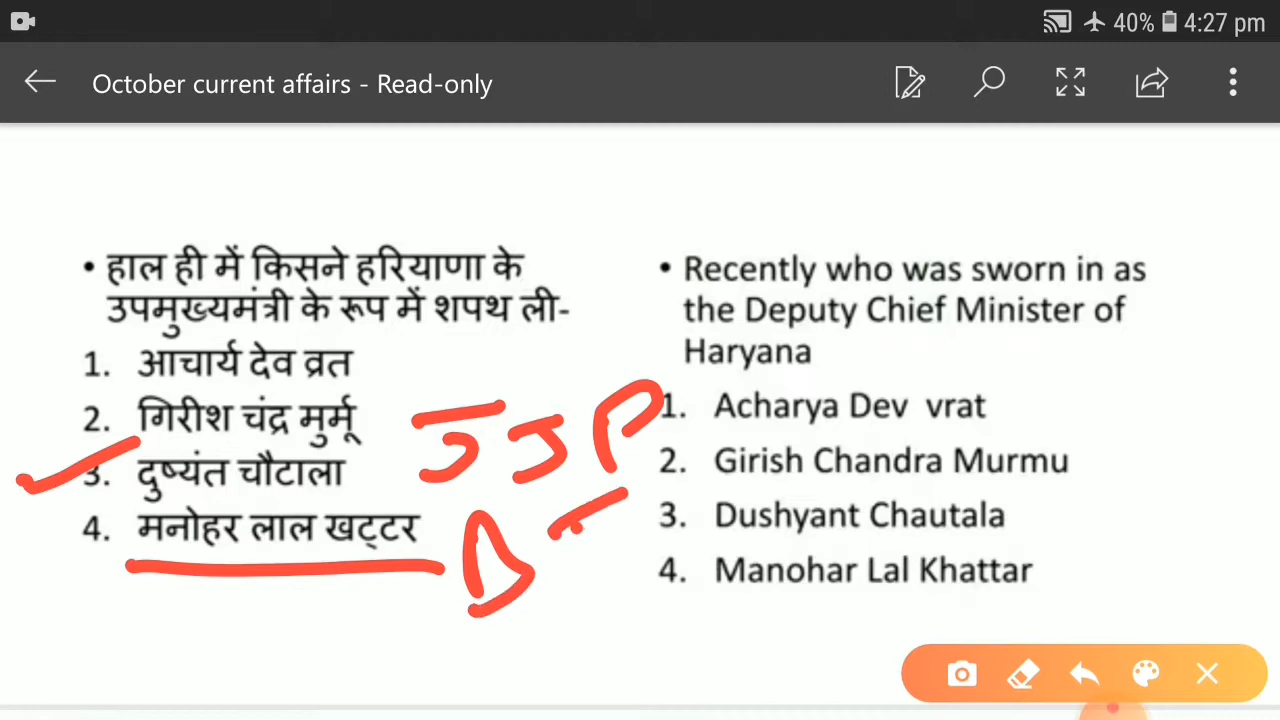 40% 4:27 pm
October current affairs - Read-only
• हाल ही में किसने हरियाणा के
उपमुख्यमंत्री के रूप में शपथ ली-
1. आचार्य देव व्रत
2. गिरीश चंद्र मुर्मू
3. दुष्यंत चौटाला
4. मनोहर लाल खट्टर
JJP
• Recently who was sworn in as
the Deputy Chief Minister of
Haryana
1. Acharya Dev vrat
2. Girish Chandra Murmu
3. Dushyant Chautala
4. Manohar Lal Khattar